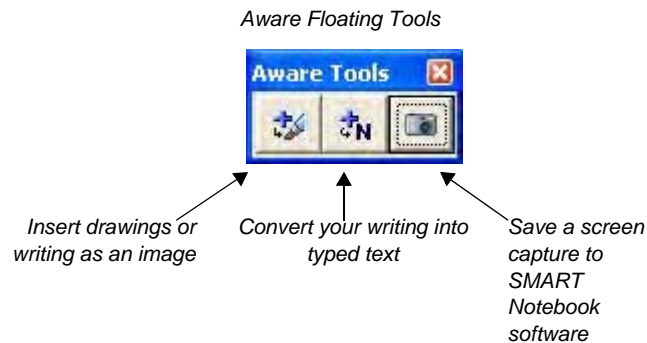 Aware Floating Tools
Aware Tools
N
Insert drawings or
writing as an image
Convert your writing into
typed text
Save a screen
capture to
SMART
Notebook
software